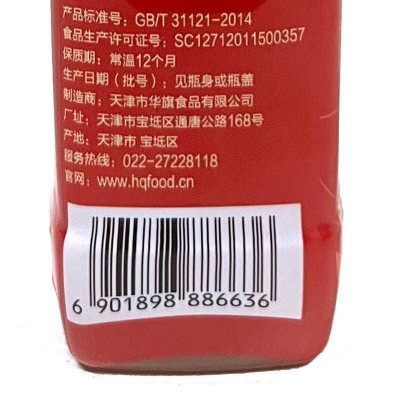 产品标准号：GB/T 31121-2014
食品生产许可证号：SC12712011500357
保质期：常温12个月
生产日期（批号）：见瓶身或瓶盖
制造商：天津市华旗食品有限公司
厂址：天津市宝坻区通唐公路168号
产地：天津市 宝坻区
服务热线：022-27228118
官网：www.hqfood.cn
6 901898 886636